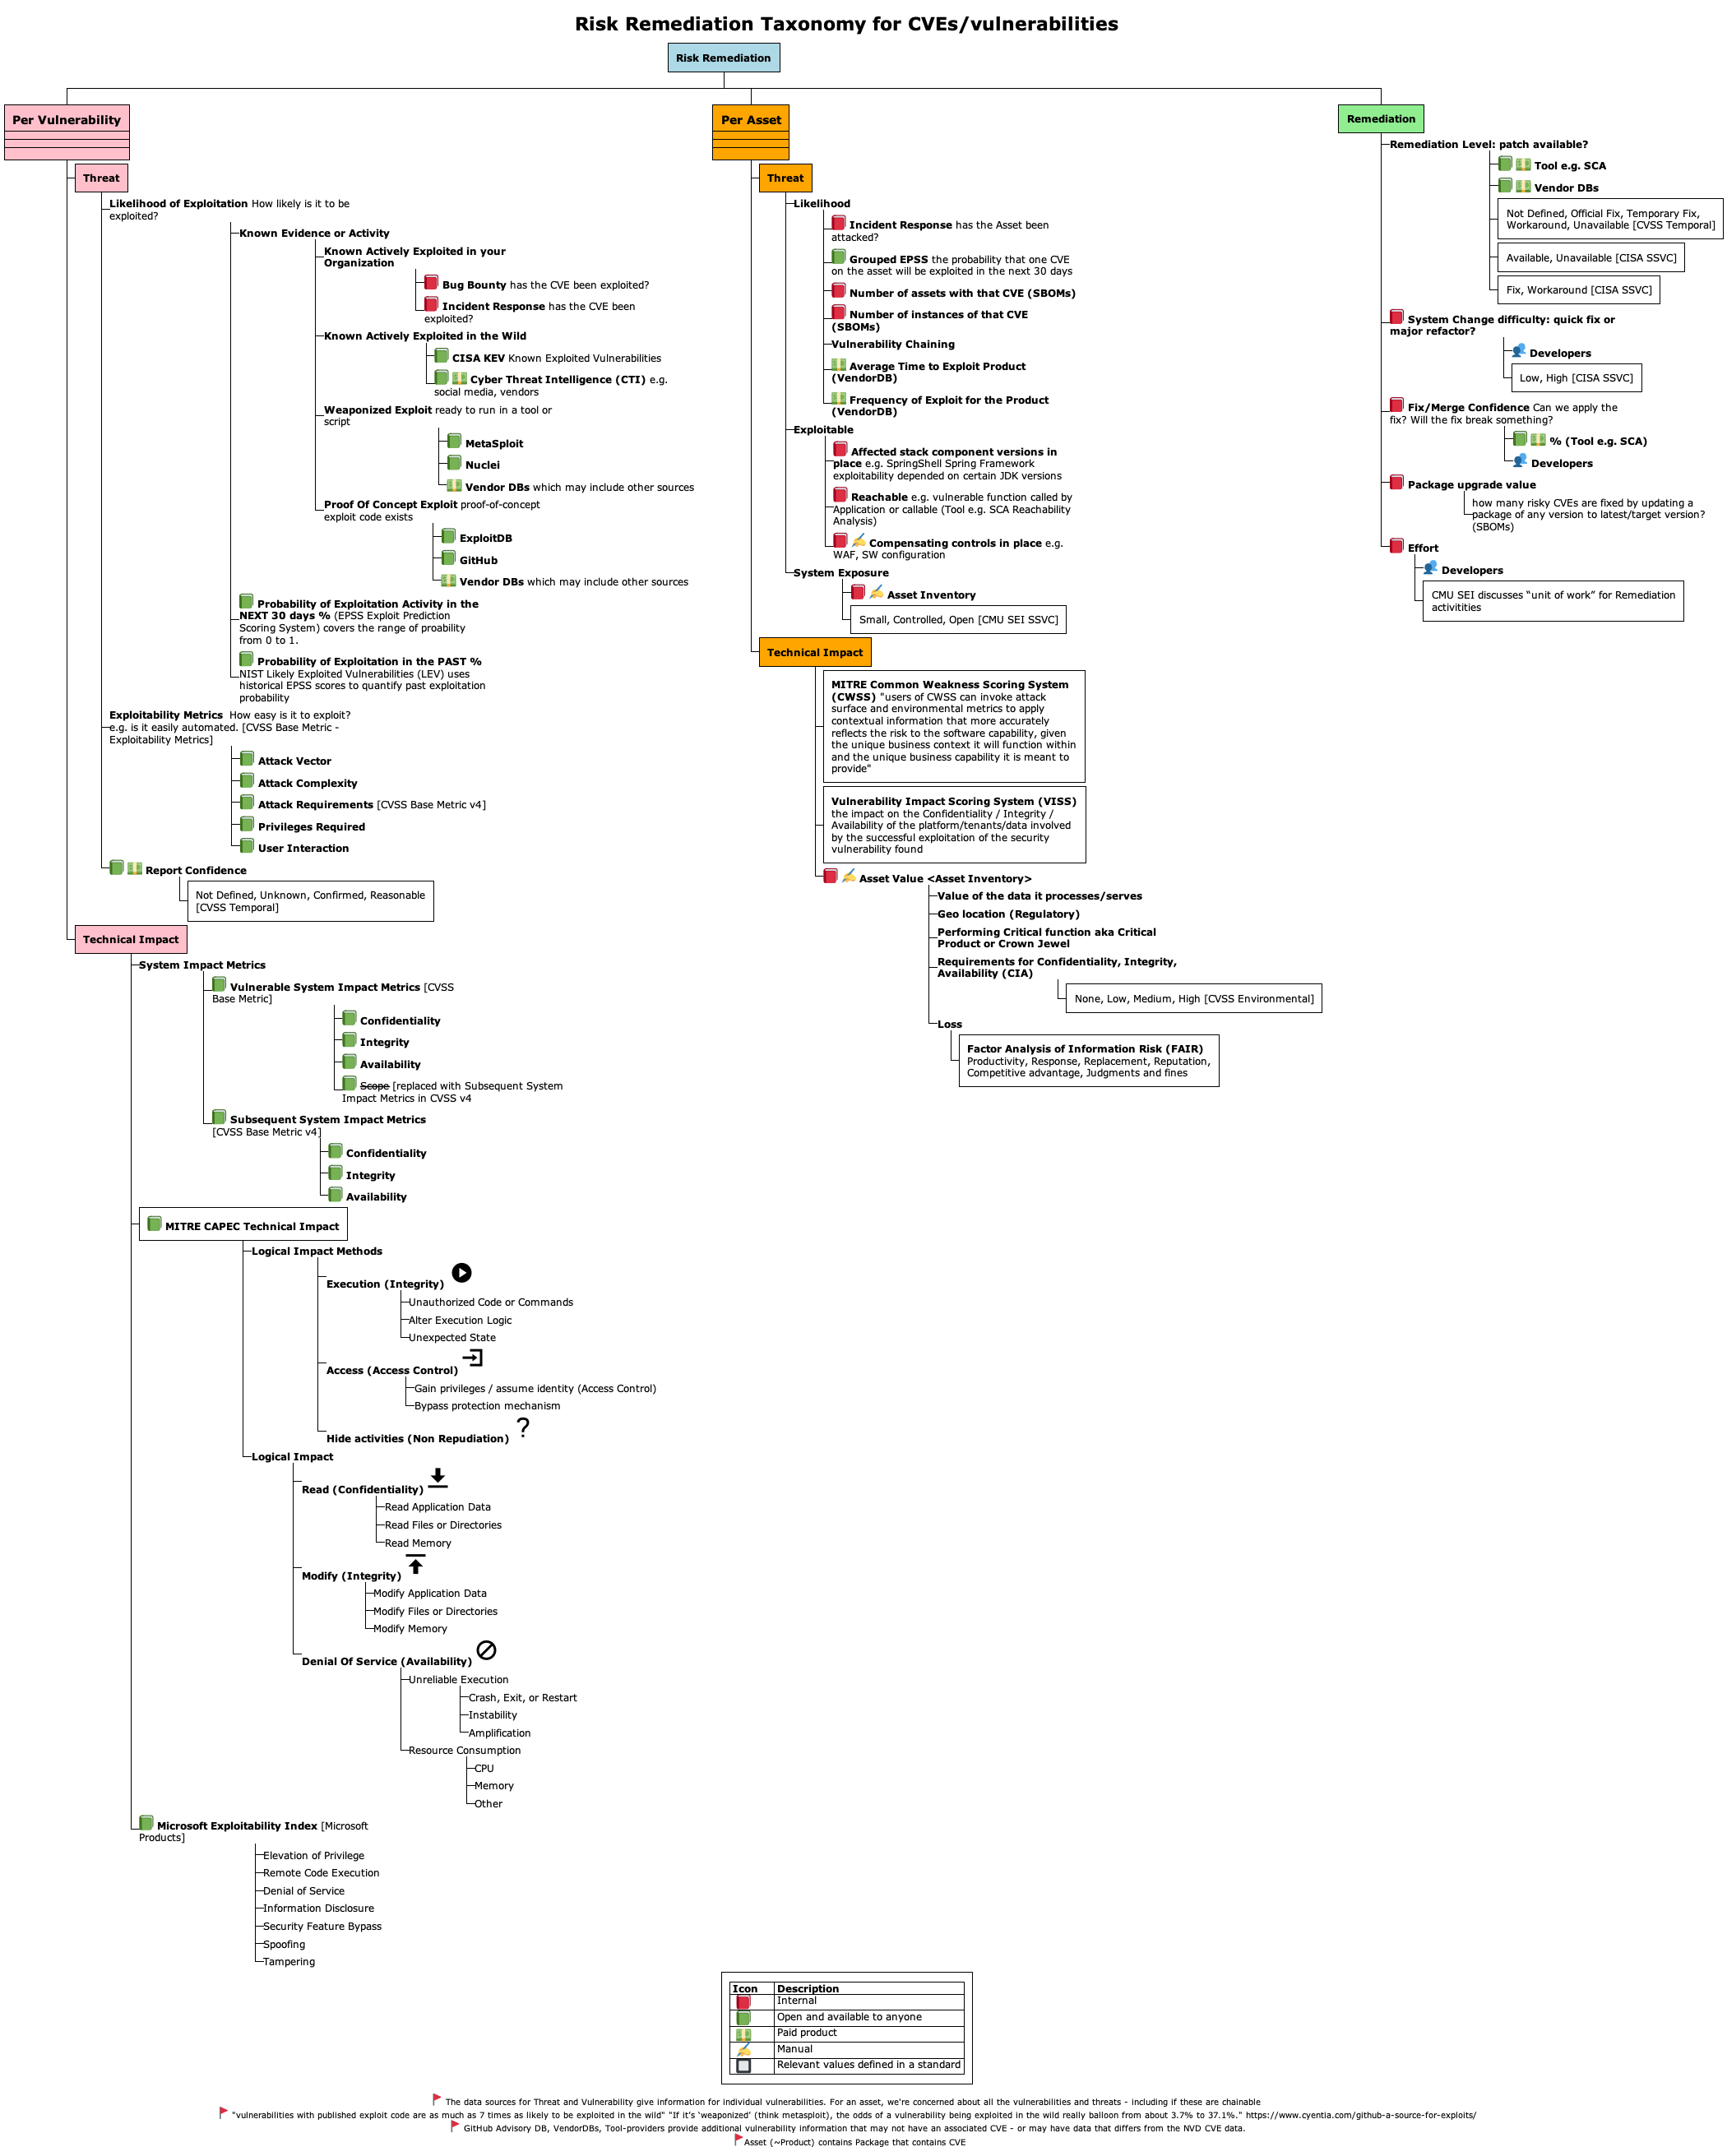 Risk Remediation Taxonomy for CVEs/vulnerabilities
Risk Remediation
Per Vulnerability
Threat
Likelihood of Exploitation How likely is it to be
exploited?
Known Evidence or Activity
Known Actively Exploited in your
Organization
Bug Bounty has the CVE been exploited?
Incident Response has the CVE been
exploited?
Known Actively Exploited in the Wild
CISA KEV Known Exploited Vulnerabilities
Cyber Threat Intelligence (CTI) e.g.
social media, vendors
Weaponized Exploit ready to run in a tool or
script
MetaSploit
Nuclei
Vendor DBs which may include other sources
Proof Of Concept Exploit proof-of-concept
exploit code exists
ExploitDB
GitHub
Vendor DBs which may include other sources
Probability of Exploitation Activity in the
NEXT 30 days % (EPSS Exploit Prediction
Scoring System) covers the range of proability
from 0 to 1.
Probability of Exploitation in the PAST %
NIST Likely Exploited Vulnerabilities (LEV) uses
historical EPSS scores to quantify past exploitation
probability
Exploitability Metrics How easy is it to exploit?
e.g. is it easily automated. [CVSS Base Metric -
Exploitability Metrics]
Attack Vector
Attack Complexity
Attack Requirements [CVSS Base Metric v4]
Privileges Required
User Interaction
Report Confidence
Not Defined, Unknown, Confirmed, Reasonable
[CVSS Temporal]
Technical Impact
System Impact Metrics
Vulnerable System Impact Metrics [CVSS
Base Metric]
Confidentiality
Integrity
Availability
Scope [replaced with Subsequent System
Impact Metrics in CVSS v4
Subsequent System Impact Metrics
[CVSS Base Metric v4]
Confidentiality
Integrity
Availability
MITRE CAPEC Technical Impact
Logical Impact Methods
Execution (Integrity)
Unauthorized Code or Commands
Alter Execution Logic
Unexpected State
Access (Access Control)
Gain privileges / assume identity (Access Control)
Bypass protection mechanism
Hide activities (Non Repudiation) ?
Logical Impact
Read (Confidentiality)
Read Application Data
Read Files or Directories
Read Memory
Modify (Integrity)
Modify Application Data
Modify Files or Directories
Modify Memory
Denial Of Service (Availability)
Unreliable Execution
Crash, Exit, or Restart
Instability
Amplification
Resource Consumption
CPU
Memory
Other
Microsoft Exploitability Index [Microsoft
Products]
Elevation of Privilege
Remote Code Execution
Denial of Service
Information Disclosure
Security Feature Bypass
Spoofing
Tampering
Per Asset
Threat
Likelihood
Incident Response has the Asset been
attacked?
Grouped EPSS the probability that one CVE
on the asset will be exploited in the next 30 days
Number of assets with that CVE (SBOMs)
Number of instances of that CVE
(SBOMs)
Vulnerability Chaining
Average Time to Exploit Product
(VendorDB)
Frequency of Exploit for the Product
(VendorDB)
Exploitable
Affected stack component versions in
place e.g. SpringShell Spring Framework
exploitability depended on certain JDK versions
Reachable e.g. vulnerable function called by
Application or callable (Tool e.g. SCA Reachability
Analysis)
Compensating controls in place e.g.
WAF, SW configuration
System Exposure
Asset Inventory
Small, Controlled, Open [CMU SEI SSVC]
Technical Impact
MITRE Common Weakness Scoring System
(CWSS) "users of CWSS can invoke attack
surface and environmental metrics to apply
contextual information that more accurately
reflects the risk to the software capability, given
the unique business context it will function within
and the unique business capability it is meant to
provide"
Vulnerability Impact Scoring System (VISS)
the impact on the Confidentiality / Integrity /
Availability of the platform/tenants/data involved
by the successful exploitation of the security
vulnerability found
Asset Value <Asset Inventory>
Value of the data it processes/serves
Geo location (Regulatory)
Performing Critical function aka Critical
Product or Crown Jewel
Requirements for Confidentiality, Integrity,
Availability (CIA)
None, Low, Medium, High [CVSS Environmental]
Loss
Factor Analysis of Information Risk (FAIR)
Productivity, Response, Replacement, Reputation,
Competitive advantage, Judgments and fines
Remediation
Remediation Level: patch available?
Tool e.g. SCA
Vendor DBs
Not Defined, Official Fix, Temporary Fix,
Workaround, Unavailable [CVSS Temporal]
Available, Unavailable [CISA SSVC]
Fix, Workaround [CISA SSVC]
System Change difficulty: quick fix or
major refactor?
Developers
Low, High [CISA SSVC]
Fix/Merge Confidence Can we apply the
fix? Will the fix break something?
% (Tool e.g. SCA)
Developers
Package upgrade value
how many risky CVEs are fixed by updating a
package of any version to latest/target version?
(SBOMs)
Effort
Developers
CMU SEI discusses “unit of work” for Remediation
activitities
Icon Description
Internal
Open and available to anyone
Paid product
Manual
Relevant values defined in a standard
The data sources for Threat and Vulnerability give information for individual vulnerabilities. For an asset, we're concerned about all the vulnerabilities and threats - including if these are chainable
"vulnerabilities with published exploit code are as much as 7 times as likely to be exploited in the wild" "If it's ‘weaponized’ (think metasploit), the odds of a vulnerability being exploited in the wild really balloon from about 3.7% to 37.1%." https://www.cyentia.com/github-a-source-for-exploits/
GitHub Advisory DB, VendorDBs, Tool-providers provide additional vulnerability information that may not have an associated CVE - or may have data that differs from the NVD CVE data.
Asset (~Product) contains Package that contains CVE